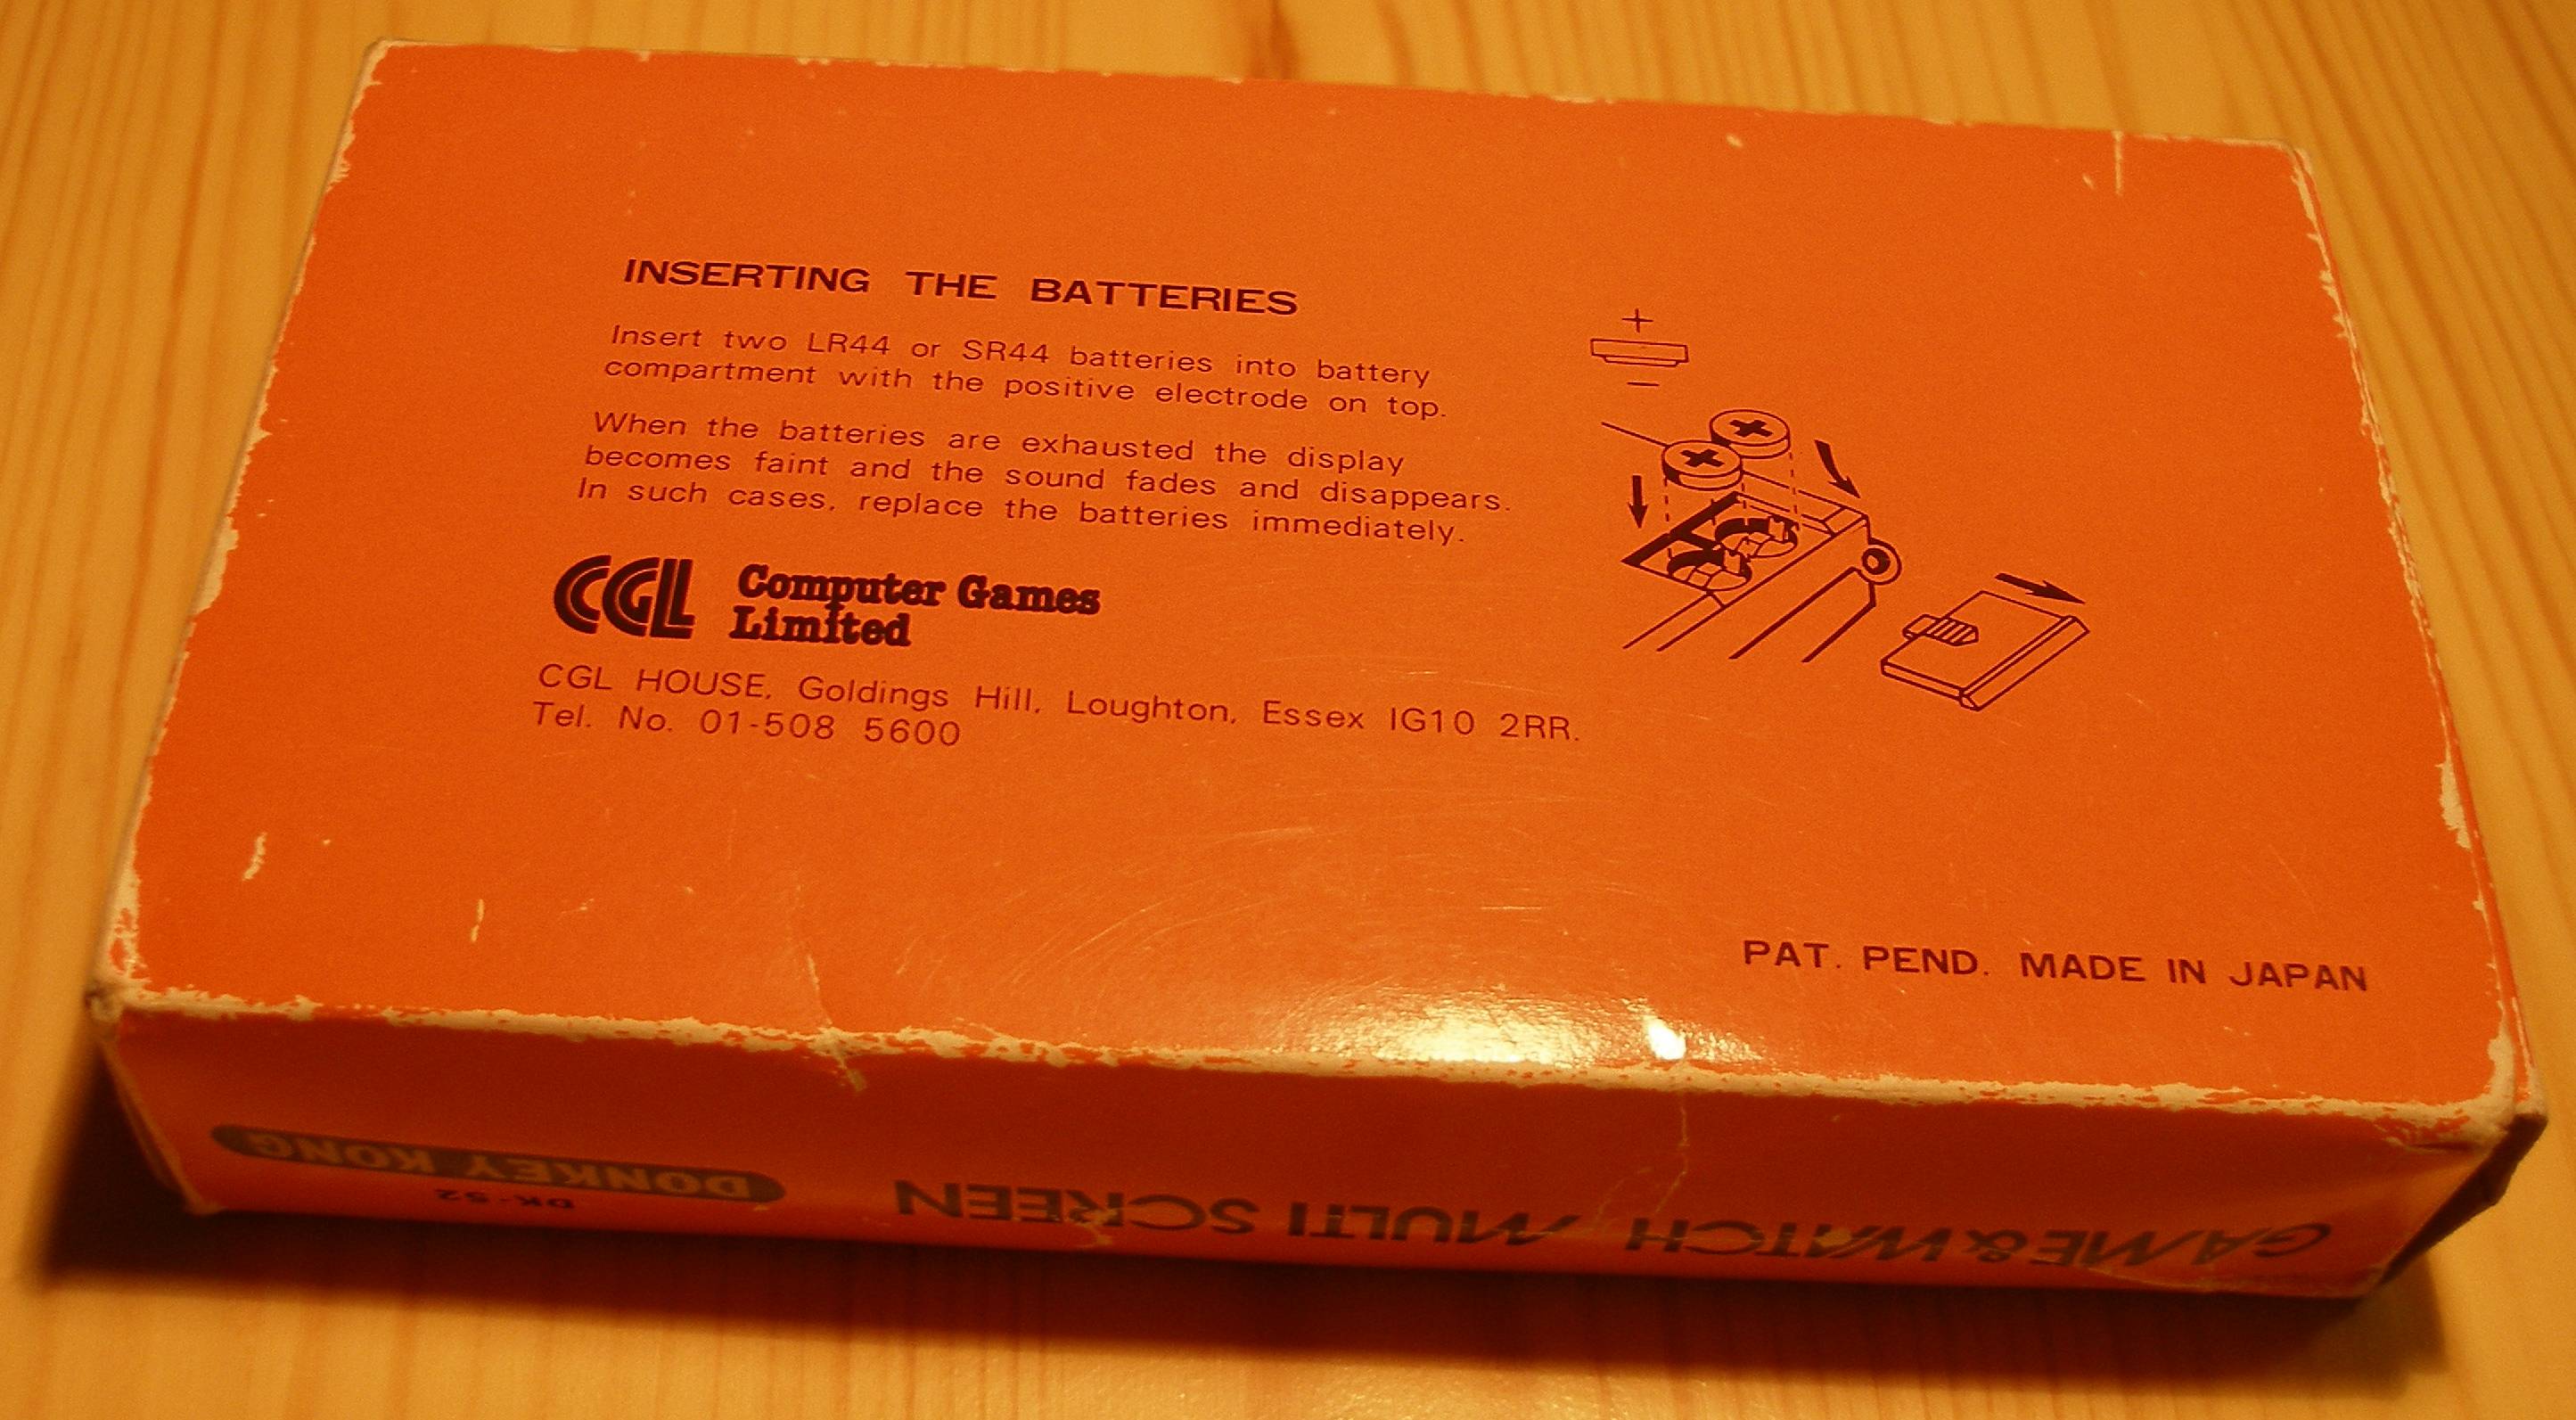 INSERTING THE BATTERIES
Insert two LR44 or SR44 batteries into battery
compartment with the positive electrode on top.
When the batteries are exhausted the display
becomes faint and the sound fades and disappears.
In such cases, replace the batteries immediately.
+
−
+
+
CGL Computer Games
Limited
CGL HOUSE, Goldings Hill, Loughton, Essex IG10 2RR.
Tel. No. 01-508 5600
PAT. PEND. MADE IN JAPAN
GAME&WATCH MULTI SCREEN
DK-52
DONKEY KONG